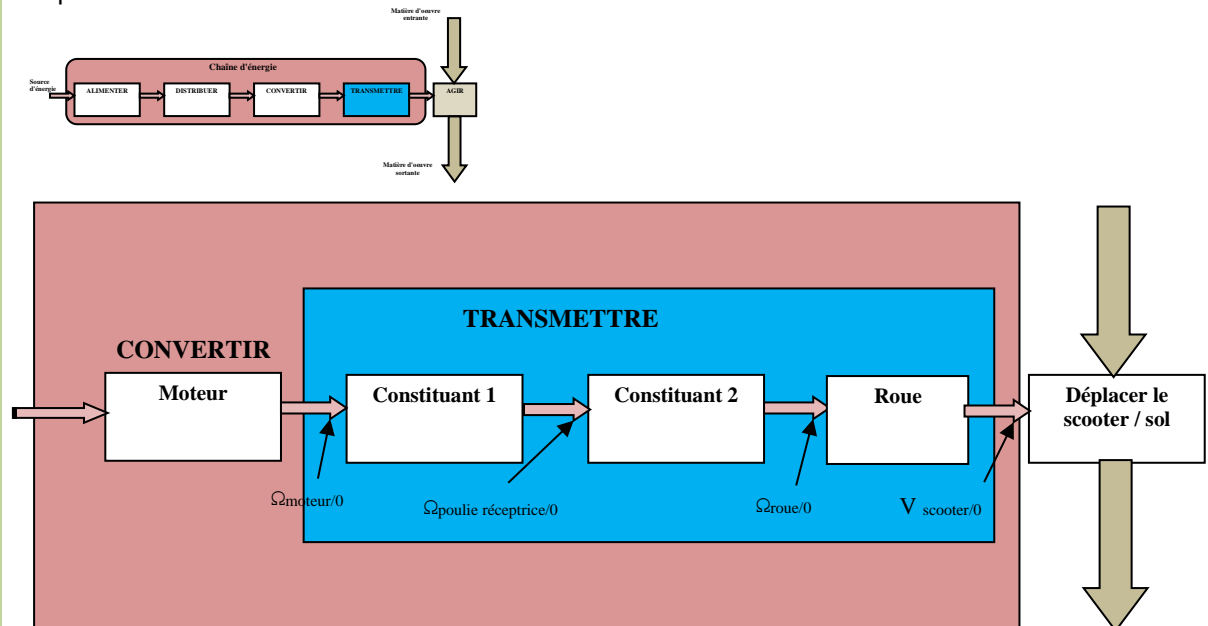 Matière d'oeuvre
entrante
Chaîne d'énergie
Source
d'énergie
ALIMENTER
DISTRIBUER
CONVERTIR
TRANSMETTRE
AGIR
Matière d'oeuvre
sortante
TRANSMETTRE
CONVERTIR
Moteur
Constituant 1
Constituant 2
Roue
Déplacer le
scooter / sol
Ωmoteur/0
Ωpoulie réceptrice/0
Ωroue/0
V scooter/0